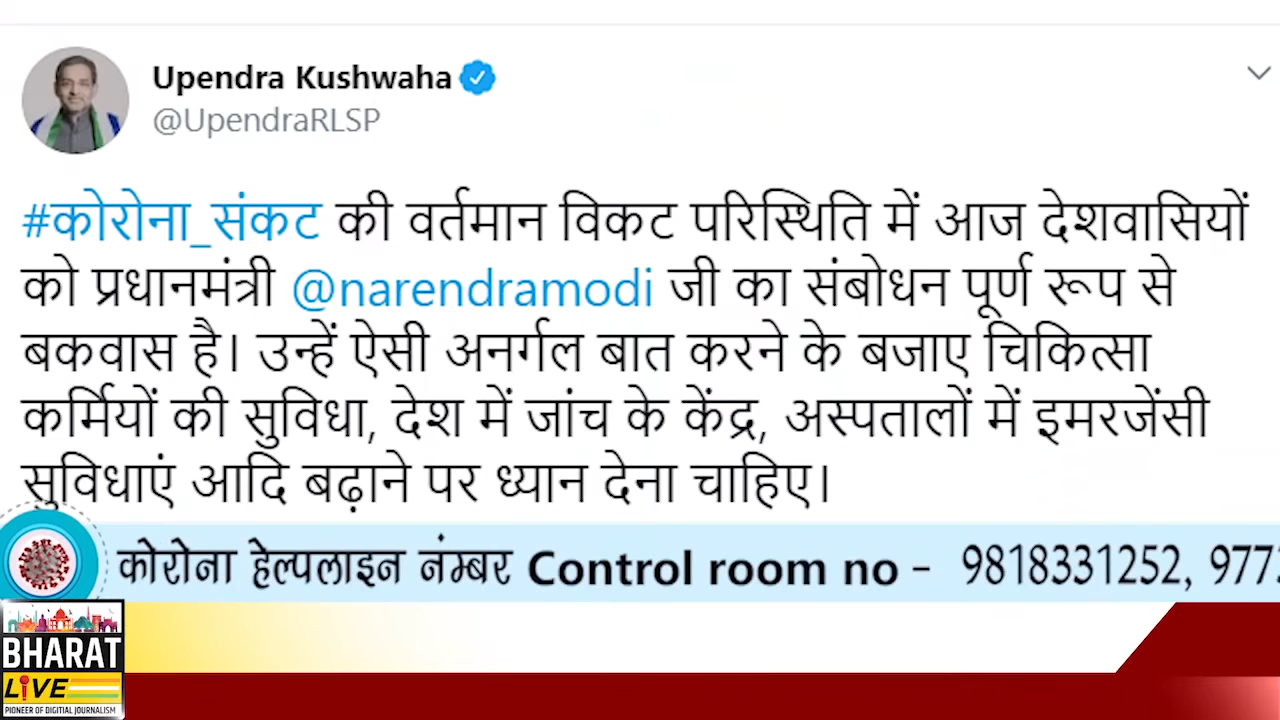 Upendra Kushwaha
@UpendraRLSP
#कोरोना_संकट की वर्तमान विकट परिस्थिति में आज देशवासियों
को प्रधानमंत्री @narendramodi जी का संबोधन पूर्ण रूप से
बकवास है। उन्हें ऐसी अनर्गल बात करने के बजाए चिकित्सा
कर्मियों की सुविधा, देश में जांच के केंद्र, अस्पतालों में इमरजेंसी
सुविधाएं आदि बढ़ाने पर ध्यान देना चाहिए।
कोरोना हेल्पलाइन नंम्बर Control room no - 9818331252, 977
BHARAT
LIVE
PIONEER OF DIGITIAL JOURNALISM